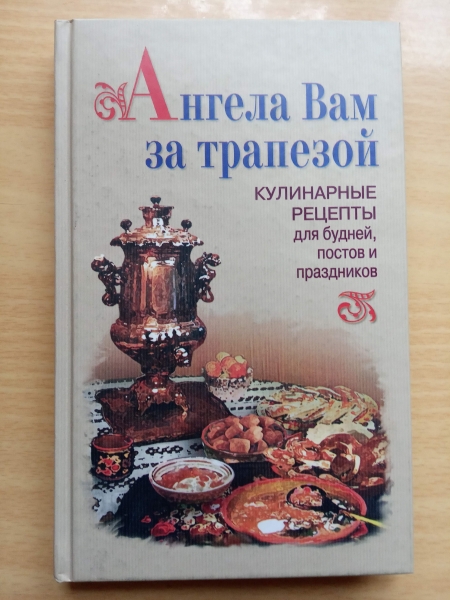 Ангела Вам
за трапезой
КУЛИНАРНЫЕ
РЕЦЕПТЫ
для будней,
постов и
праздников